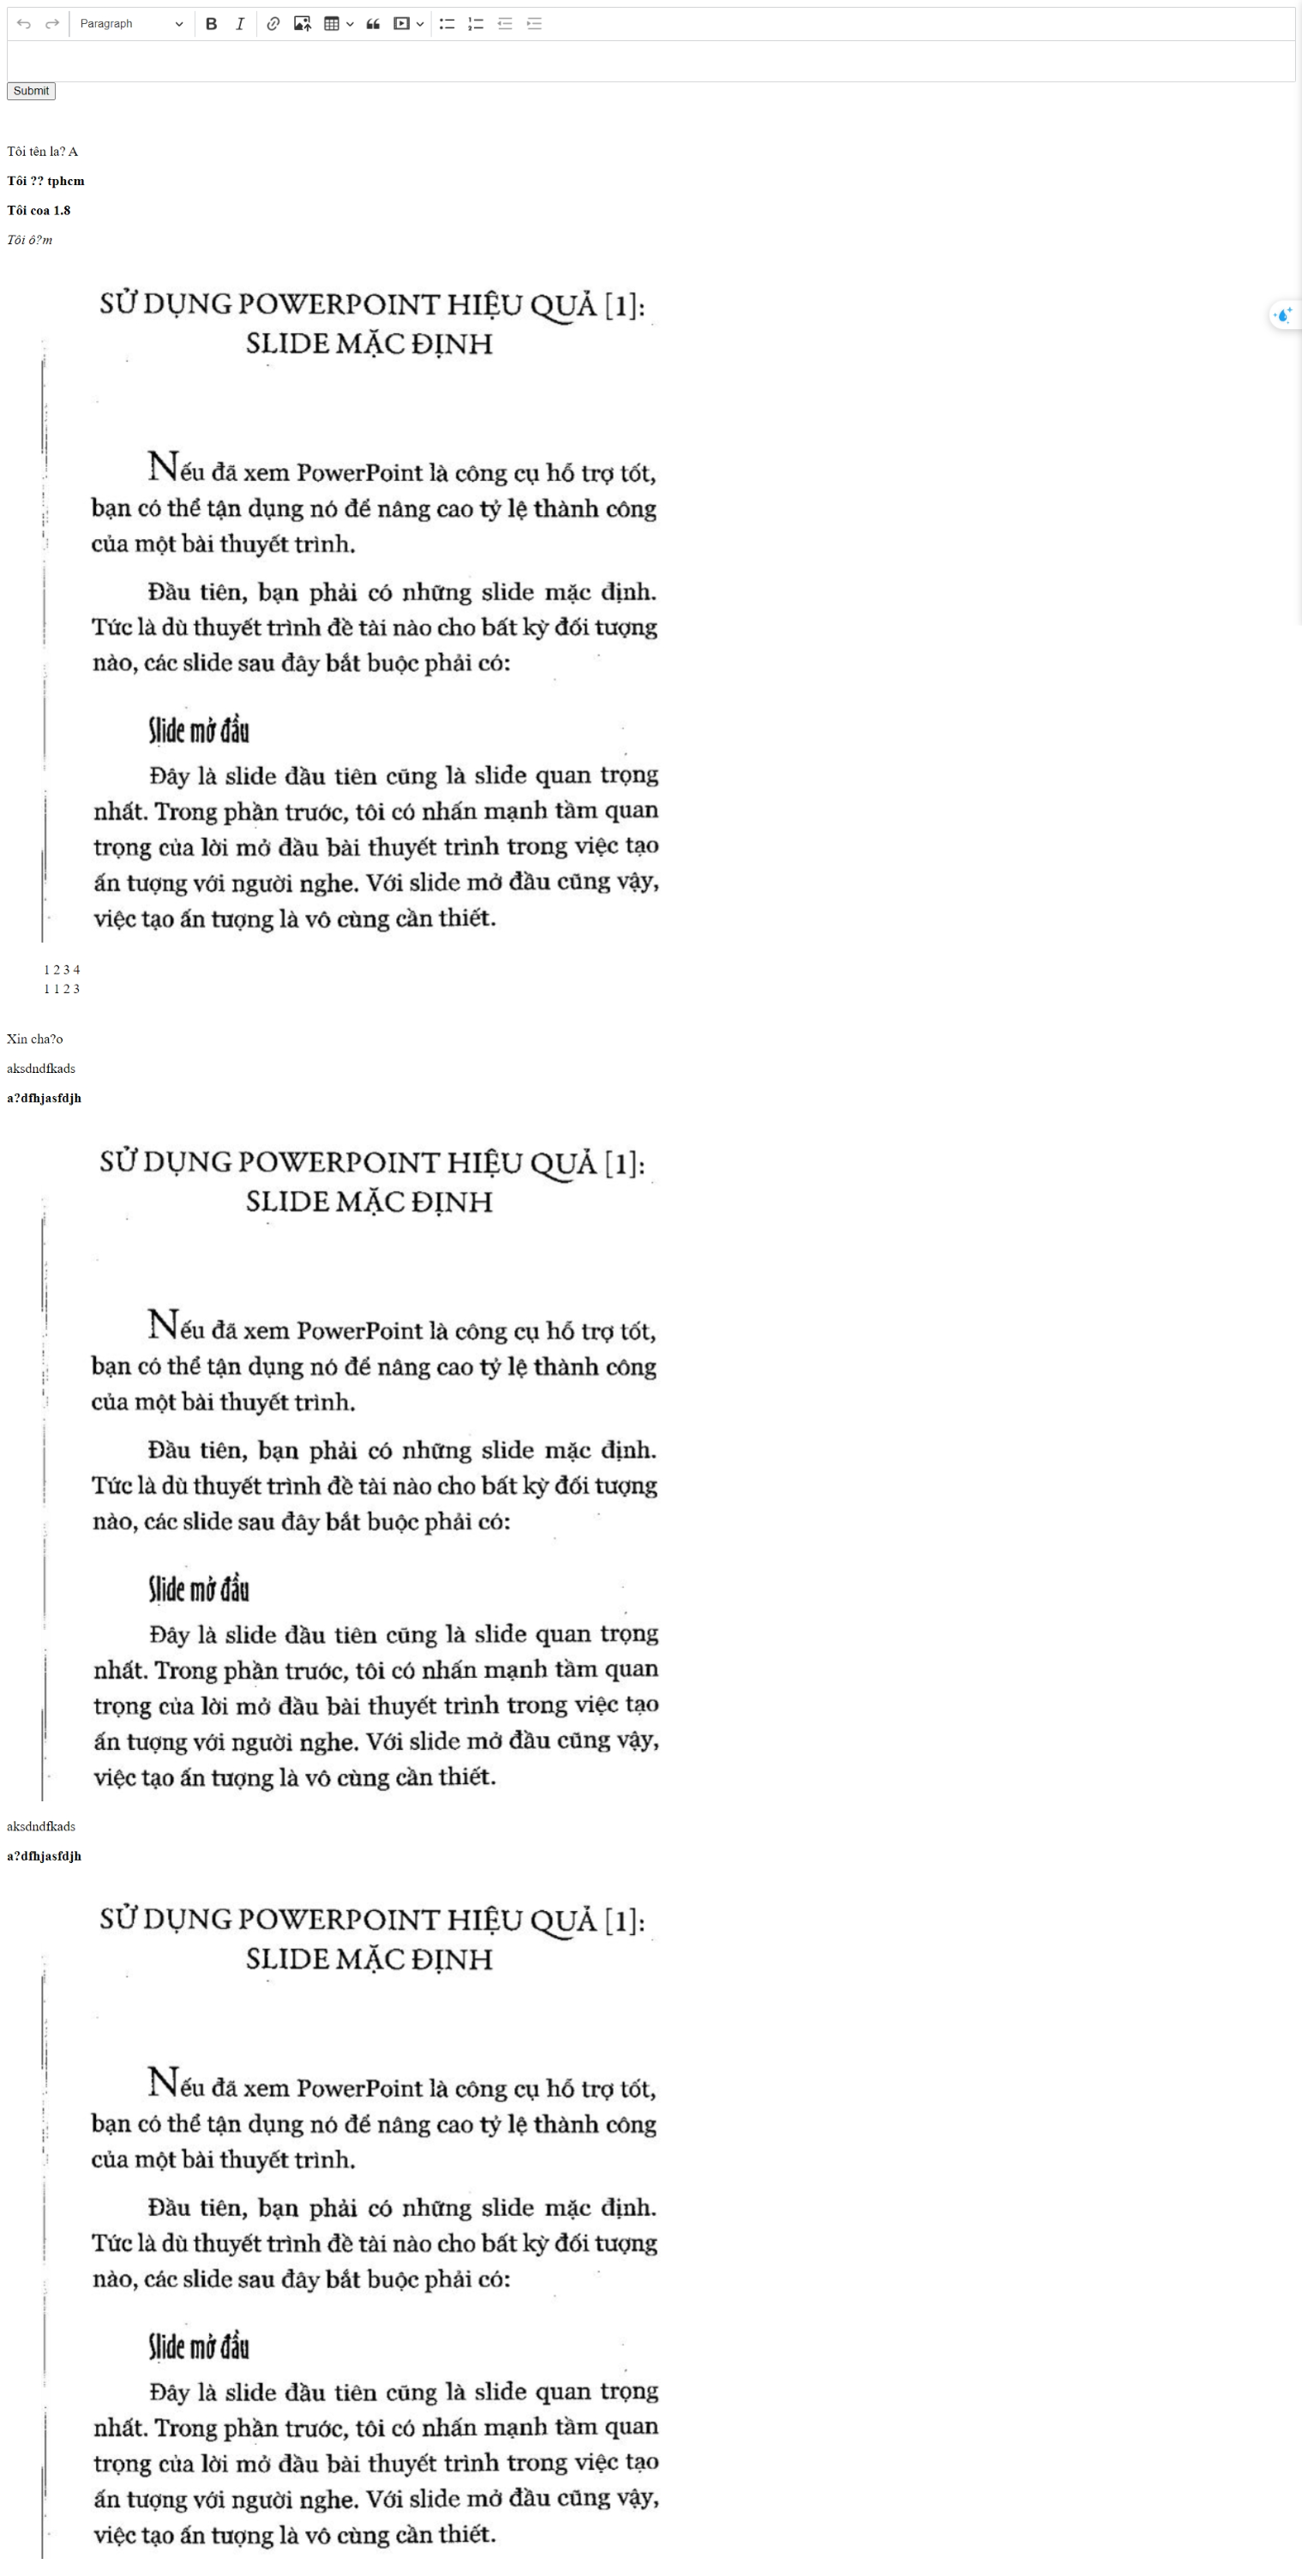 Paragraph
Submit
Tôi tên la? A
Tôi ?? tphcm
Tôi coa 1.8
Tôi ô?m
SỬ DỤNG POWERPOINT HIỆU QUẢ [1]:
SLIDE MẶC ĐỊNH
Nếu đã xem PowerPoint là công cụ hỗ trợ tốt,
bạn có thể tận dụng nó để nâng cao tỷ lệ thành công
của một bài thuyết trình.
Đầu tiên, bạn phải có những slide mặc định.
Tức là dù thuyết trình đề tài nào cho bất kỳ đối tượng
nào, các slide sau đây bắt buộc phải có:
Slide mở đầu
Đây là slide đầu tiên cũng là slide quan trọng
nhất. Trong phần trước, tôi có nhấn mạnh tầm quan
trọng của lời mở đầu bài thuyết trình trong việc tạo
ấn tượng với người nghe. Với slide mở đầu cũng vậy,
việc tạo ấn tượng là vô cùng cần thiết.
1 2 3 4
1 1 2 3
Xin cha?o
aksdndfkads
a?dfhjasfdjh
SỬ DỤNG POWERPOINT HIỆU QUẢ [1]:
SLIDE MẶC ĐỊNH
Nếu đã xem PowerPoint là công cụ hỗ trợ tốt,
bạn có thể tận dụng nó để nâng cao tỷ lệ thành công
của một bài thuyết trình.
Đầu tiên, bạn phải có những slide mặc định.
Tức là dù thuyết trình đề tài nào cho bất kỳ đối tượng
nào, các slide sau đây bắt buộc phải có:
Slide mở đầu
Đây là slide đầu tiên cũng là slide quan trọng
nhất. Trong phần trước, tôi có nhấn mạnh tầm quan
trọng của lời mở đầu bài thuyết trình trong việc tạo
ấn tượng với người nghe. Với slide mở đầu cũng vậy,
việc tạo ấn tượng là vô cùng cần thiết.
aksdndfkads
a?dfhjasfdjh
SỬ DỤNG POWERPOINT HIỆU QUẢ [1]:
SLIDE MẶC ĐỊNH
Nếu đã xem PowerPoint là công cụ hỗ trợ tốt,
bạn có thể tận dụng nó để nâng cao tỷ lệ thành công
của một bài thuyết trình.
Đầu tiên, bạn phải có những slide mặc định.
Tức là dù thuyết trình đề tài nào cho bất kỳ đối tượng
nào, các slide sau đây bắt buộc phải có:
Slide mở đầu
Đây là slide đầu tiên cũng là slide quan trọng
nhất. Trong phần trước, tôi có nhấn mạnh tầm quan
trọng của lời mở đầu bài thuyết trình trong việc tạo
ấn tượng với người nghe. Với slide mở đầu cũng vậy,
việc tạo ấn tượng là vô cùng cần thiết.